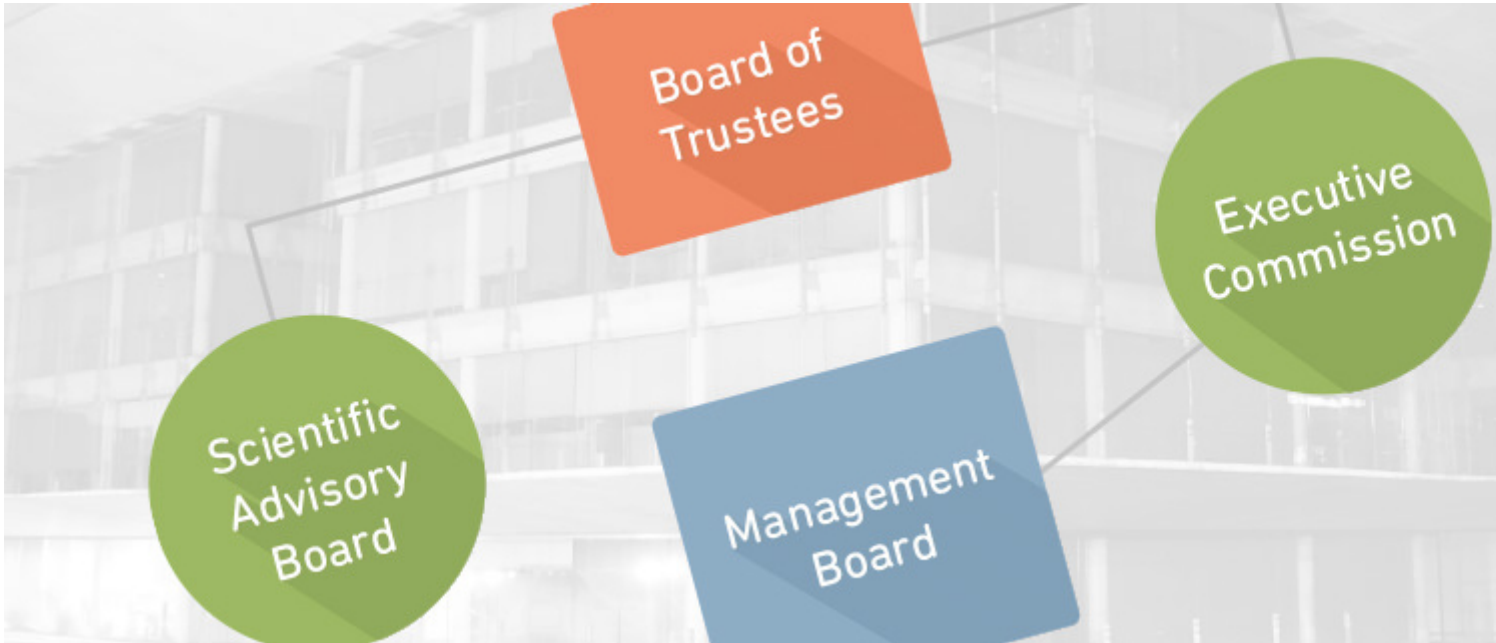 Board of
Trustees
Executive
Commission
Scientific
Advisory
Board
Management
Board